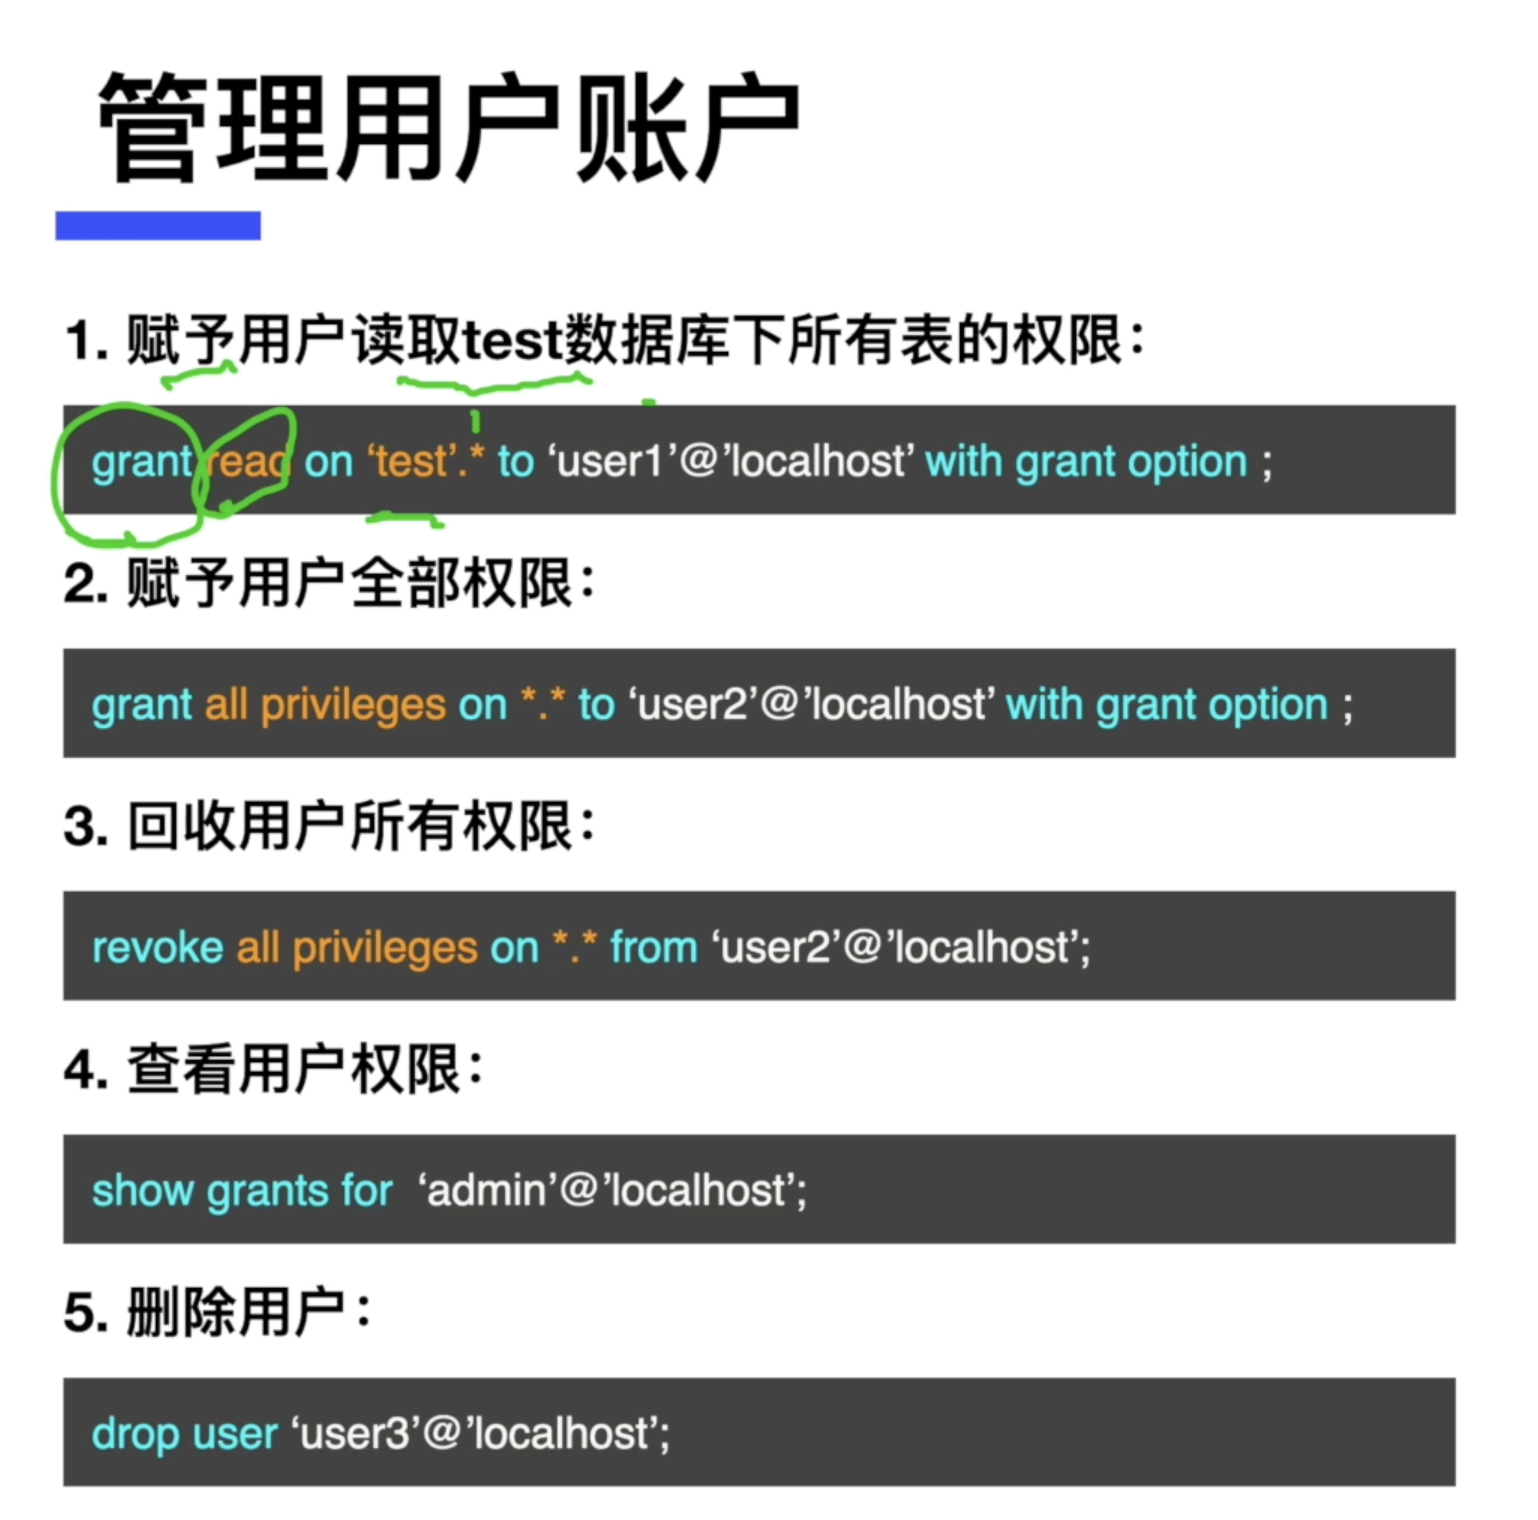 管理用户账户
1. 赋予用户读取test数据库下所有表的权限：
grant read on ‘test’.* to ‘user1’@’localhost’ with grant option ;
2. 赋予用户全部权限：
grant all privileges on *.* to ‘user2’@’localhost’ with grant option ;
3. 回收用户所有权限：
revoke all privileges on *.* from ‘user2’@’localhost’;
4. 查看用户权限：
show grants for ‘admin’@’localhost’;
5. 删除用户：
drop user ‘user3’@’localhost’;